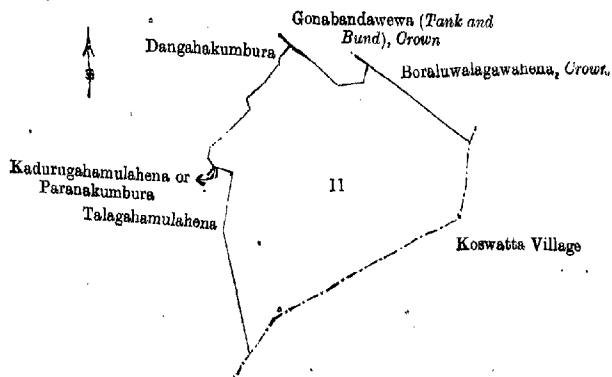 Gonabandawewa (Tank and
Bund), Crown
Dangahakumbura
Boraluwalagawahena, Crown.
Kadurugahamulahena or
Paranakumbura
11
Talagahamulahena
Koswatta Village